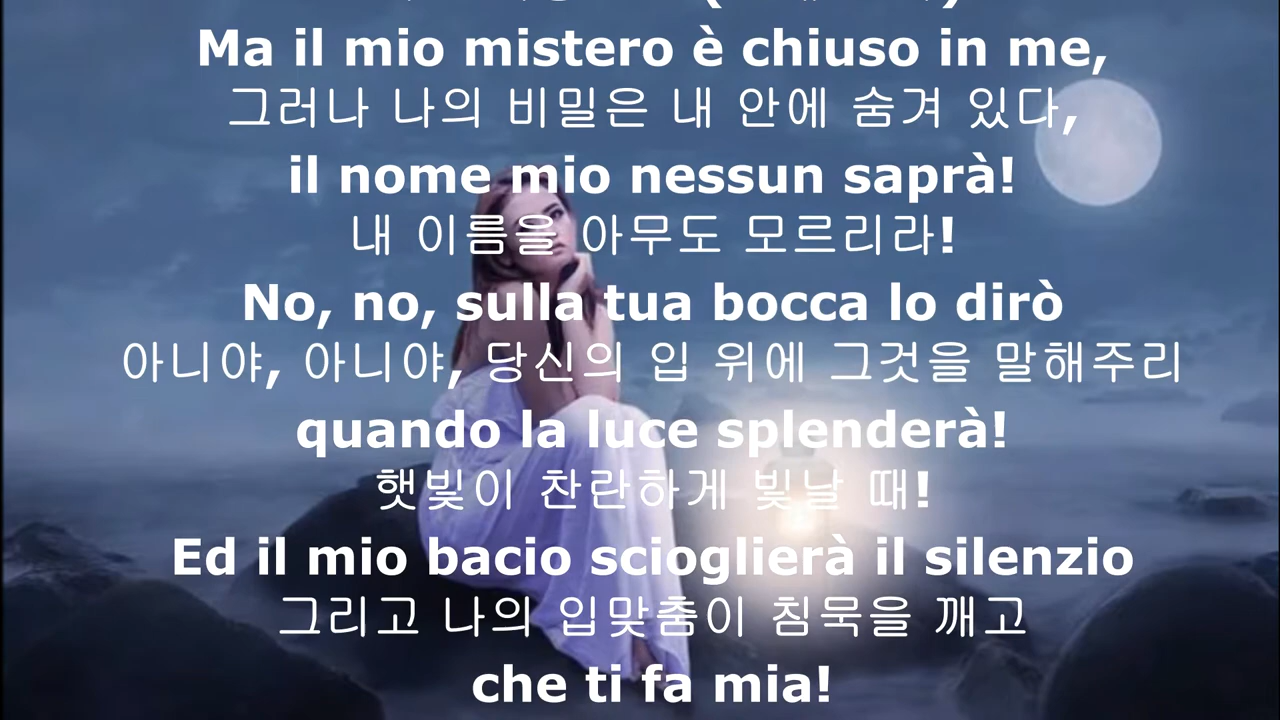 Ma il mio mistero è chiuso in me,
그러나 나의 비밀은 내 안에 숨겨 있다,
il nome mio nessun saprà!
내 이름을 아무도 모르리라!
No, no, sulla tua bocca lo dirò
아니야, 아니야, 당신의 입 위에 그것을 말해주리
quando la luce splenderà!
햇빛이 찬란하게 빛날 때!
Ed il mio bacio scioglierà il silenzio
그리고 나의 입맞춤이 침묵을 깨고
che ti fa mia!